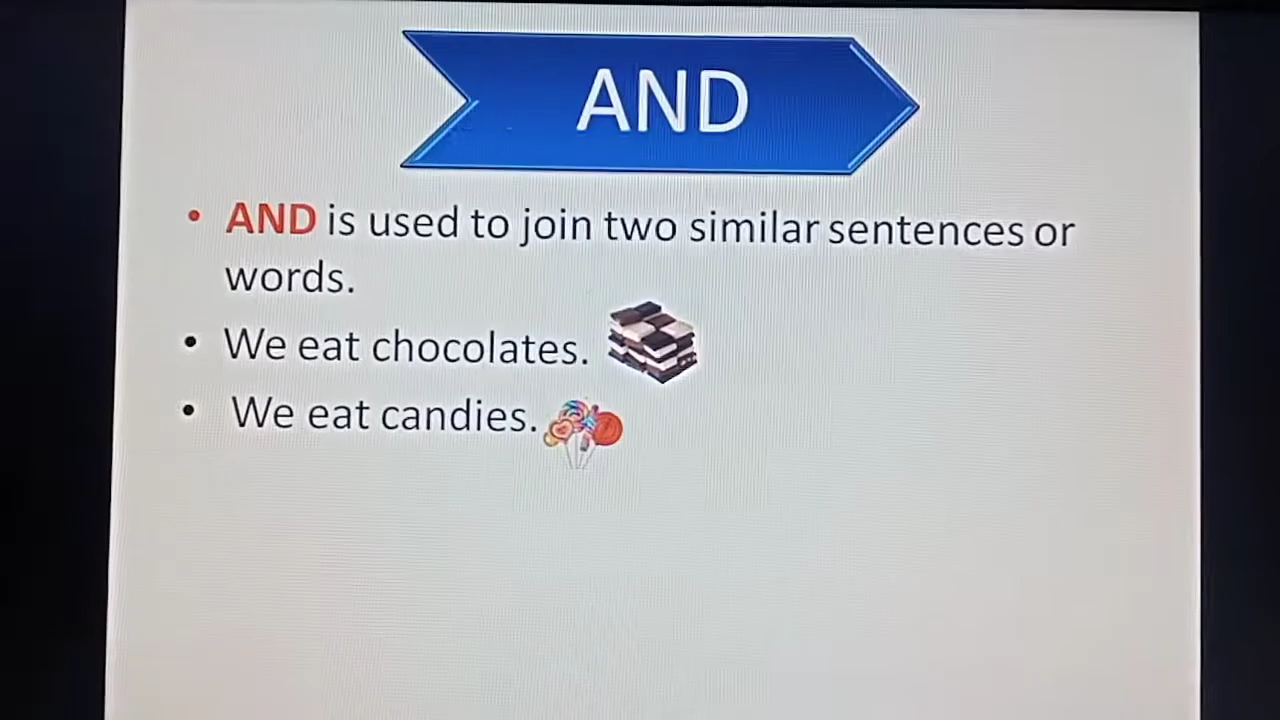 AND
• AND is used to join two similar sentences or
words.
• We eat chocolates.
• We eat candies.